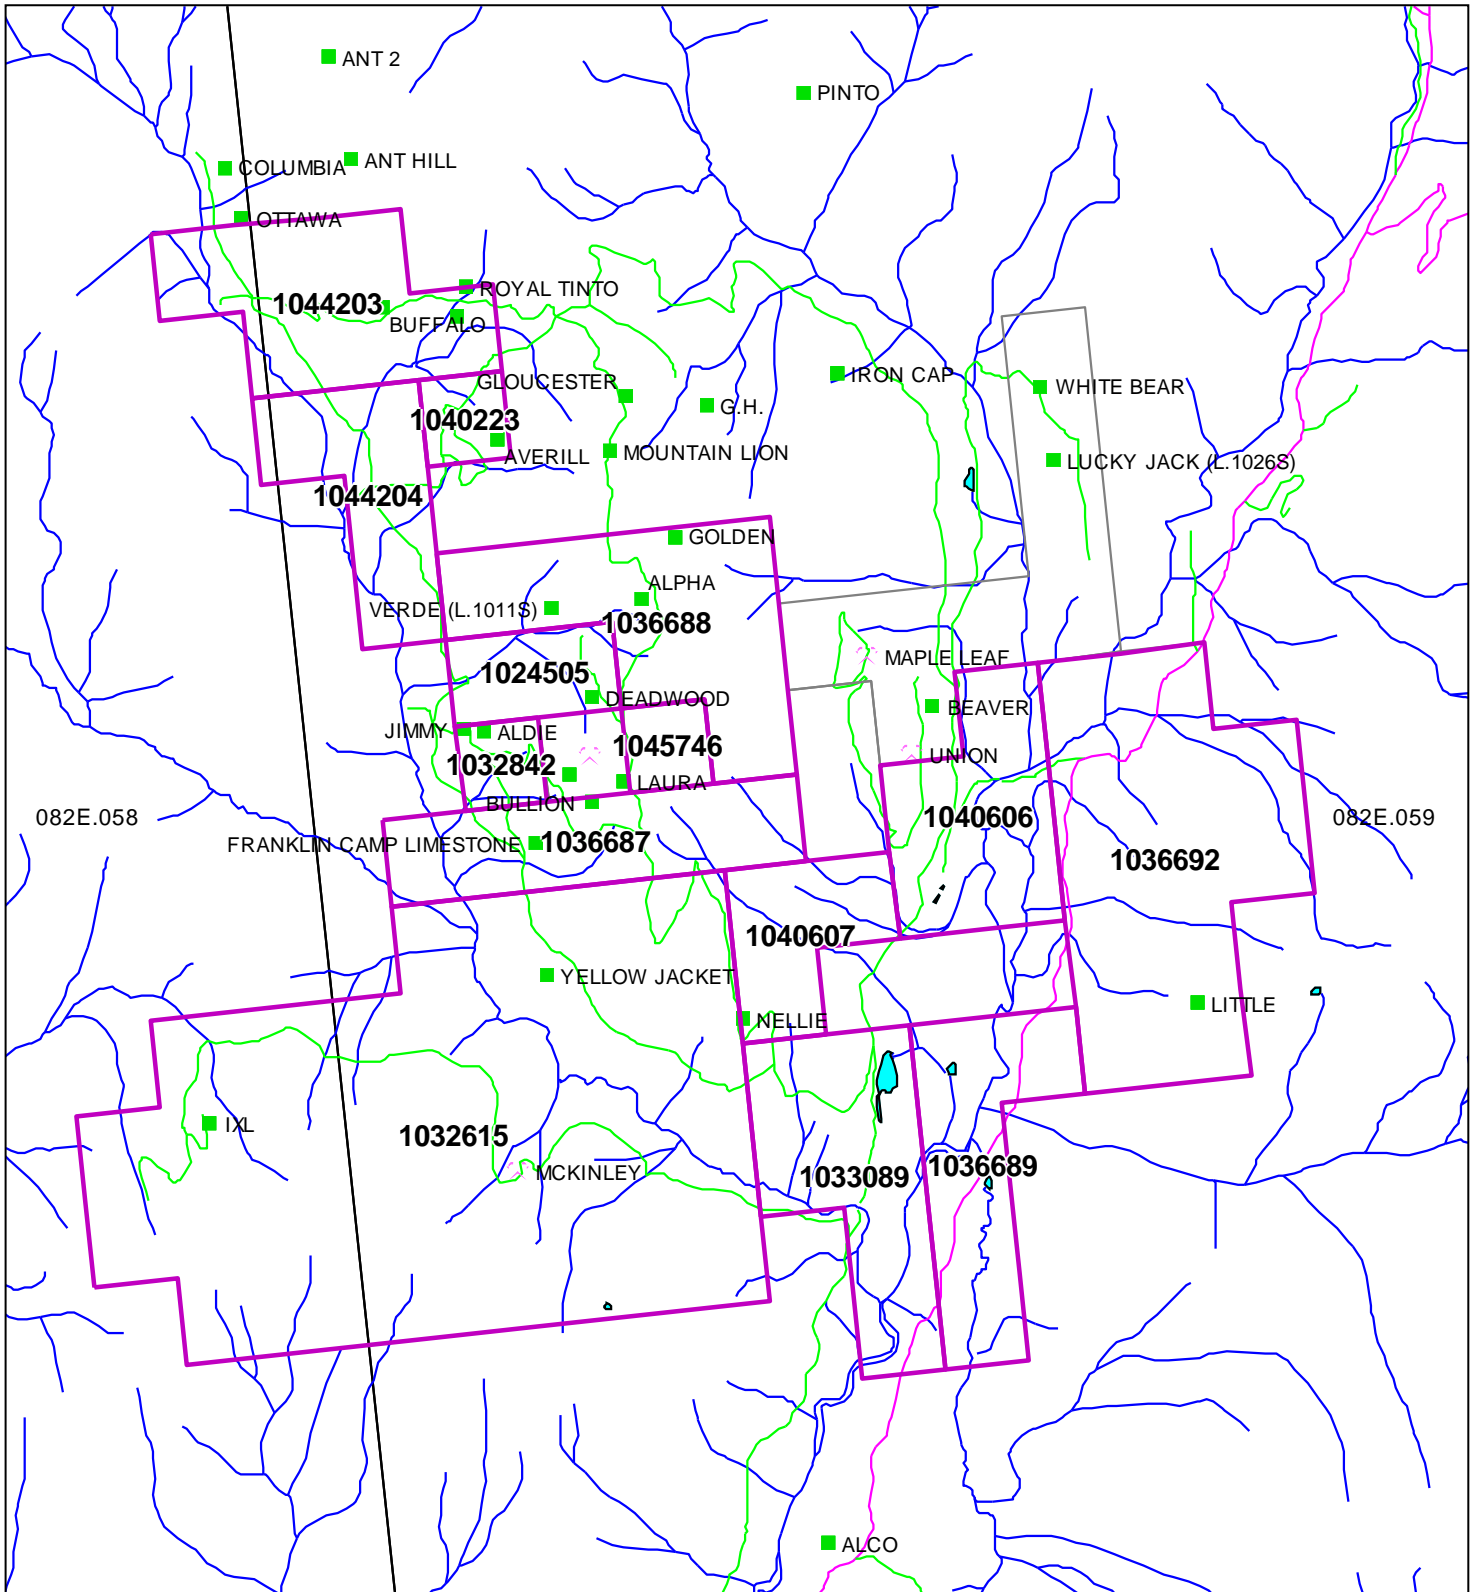 ANT 2
PINTO
COLUMBIA
ANT HILL
OTTAWA
ROYAL TINTO
1044203
BUFFALO
GLOUCESTER
IRON CAP
WHITE BEAR
G.H.
1040223
AVERILL
MOUNTAIN LION
LUCKY JACK (L.1026S)
1044204
GOLDEN
ALPHA
VERDE (L.1011S)
1036688
MAPLE LEAF
1024505
DEADWOOD
BEAVER
JIMMY
ALDIE
1045746
UNION
1032842
LAURA
BULLION
082E.058
1040606
082E.059
FRANKLIN CAMP LIMESTONE
1036687
1036692
1040607
YELLOW JACKET
NELLIE
LITTLE
IXL
1032615
MCKINLEY
1033089
1036689
ALCO